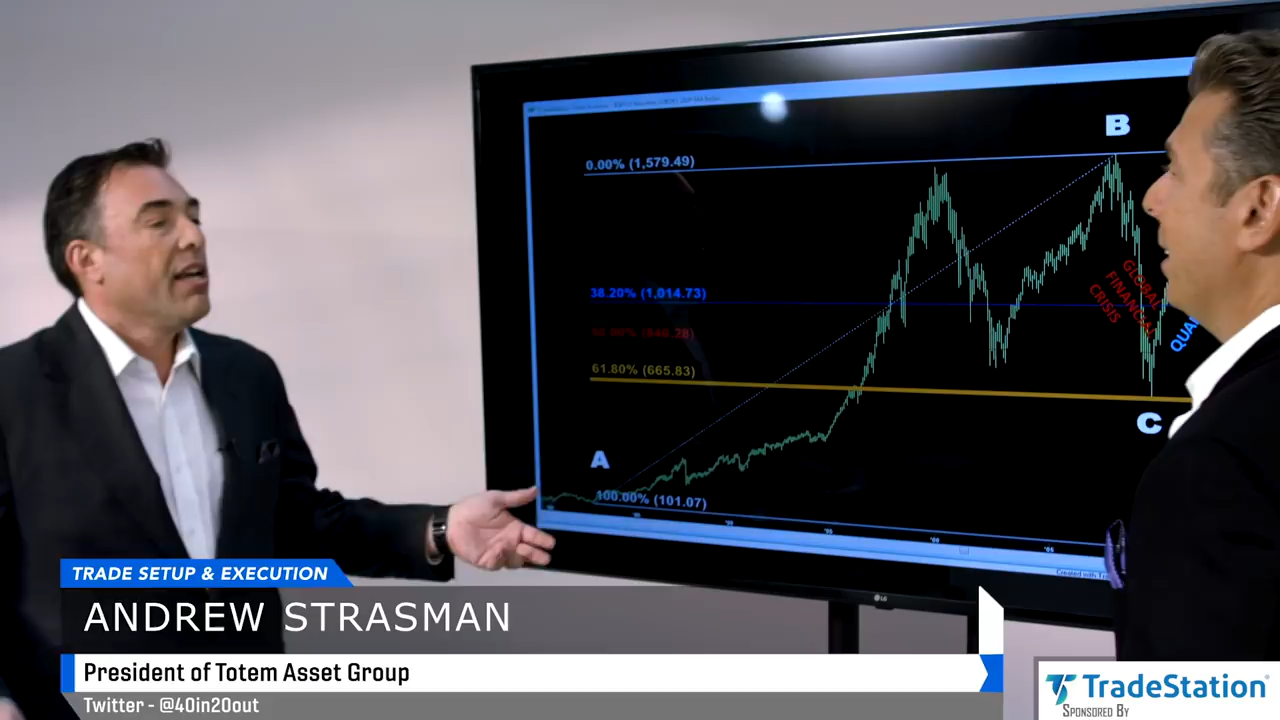 B
0.00% (1,579.49)
GLOBAL
FINANCIAL
CRISIS
38.20% (1,014.73)
61.80% (665.83)
C
A
100.00% (101.07)
LG
TRADE SETUP & EXECUTION
ANDREW STRASMAN
President of Totem Asset Group
Twitter - @40in20out
TradeStation®
SPONSORED BY